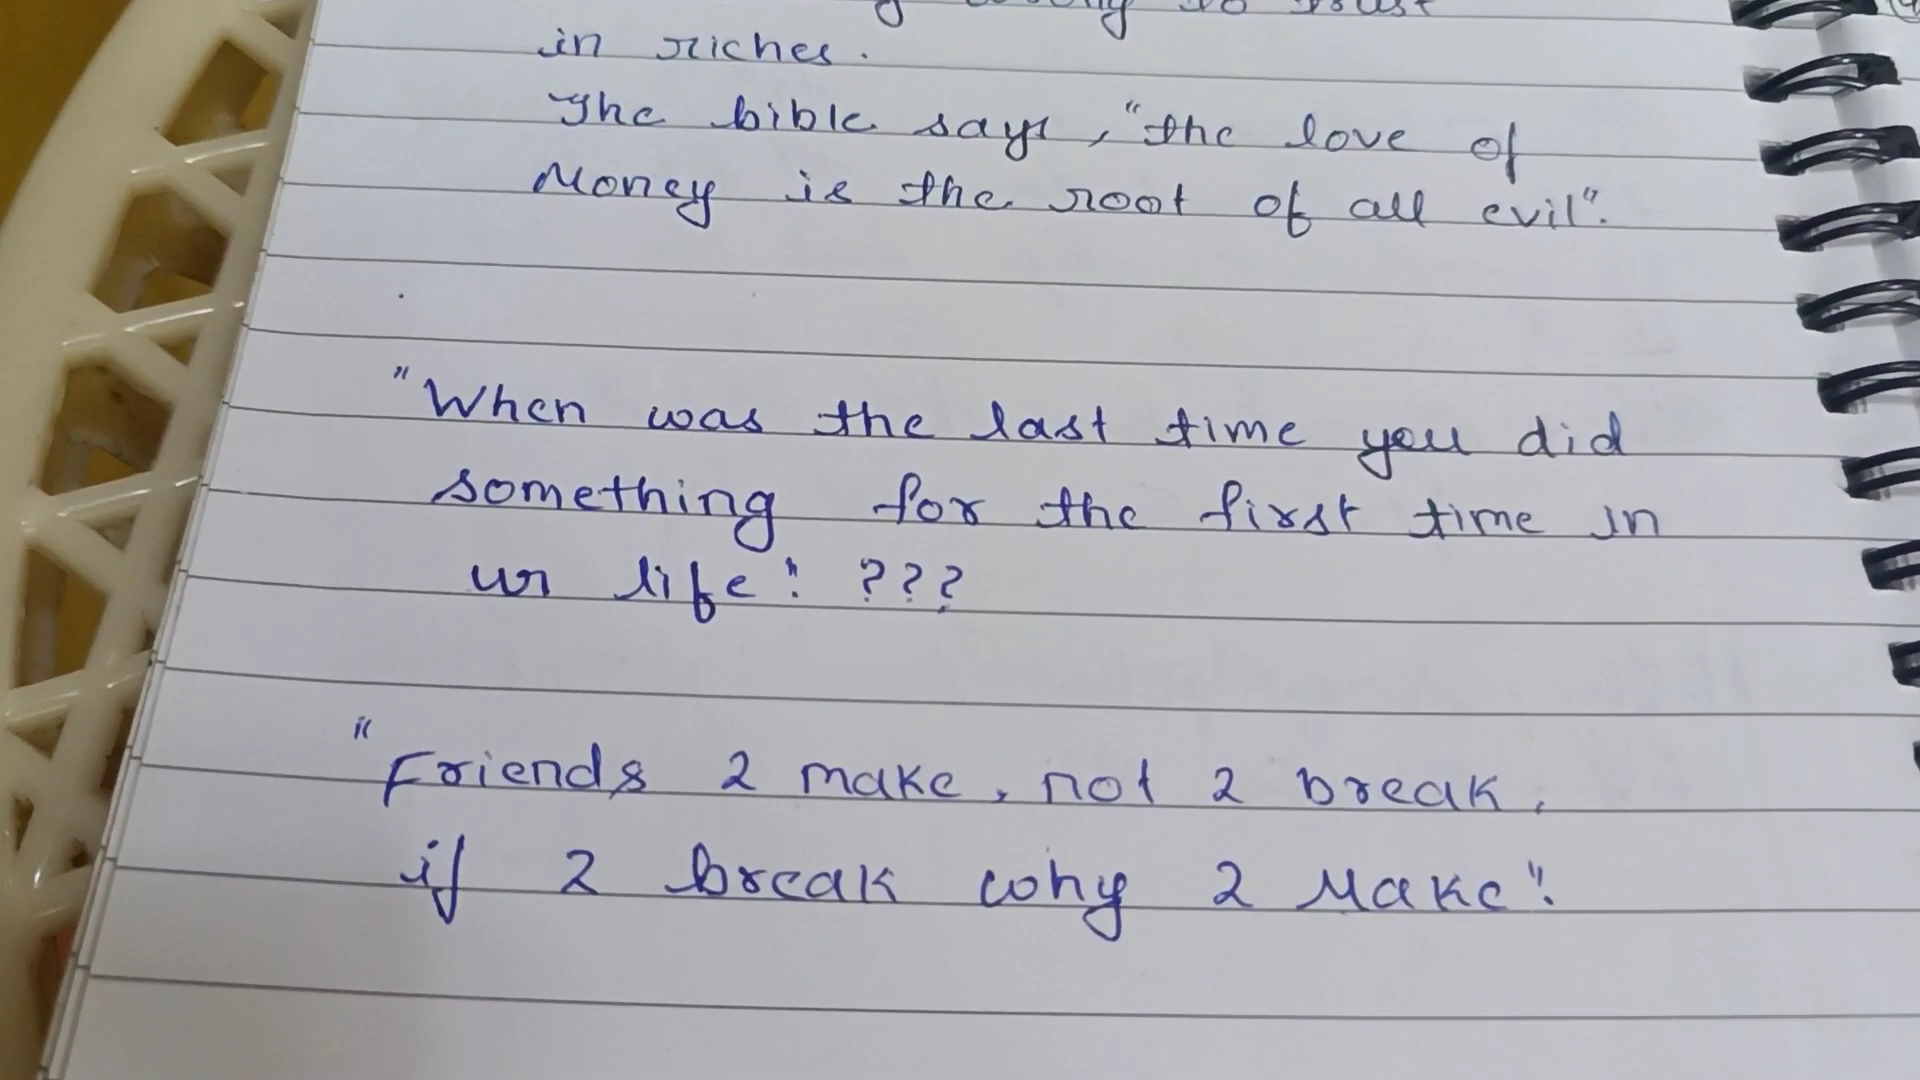 to trust
in riches.
The bible says, "the love of
Money is the root of all evil".
"When was the last time you did
something for the first time in
ur life"? ???
"Friends 2 make, not 2 break,
if 2 break why 2 Make".